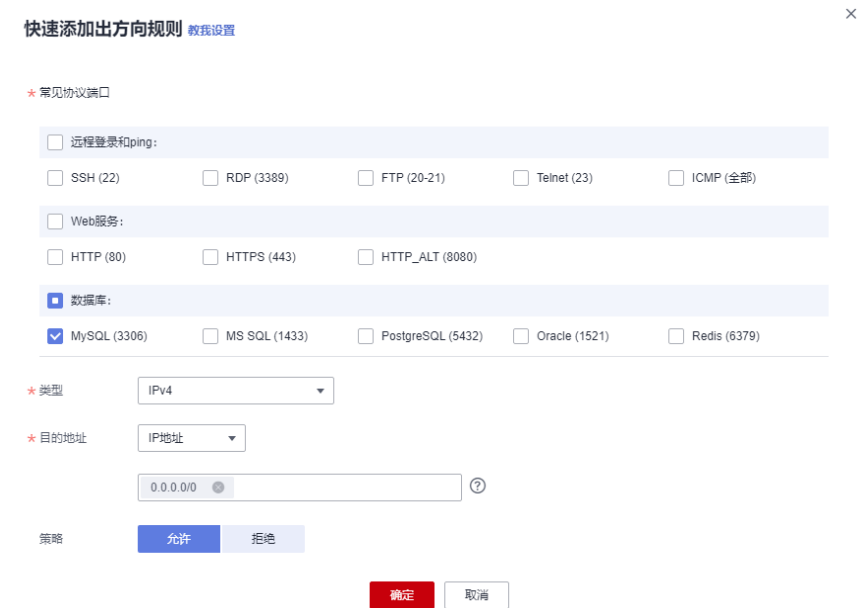 快速添加出方向规则 教我设置
* 常见协议端口
远程登录和ping:
SSH (22) RDP (3389) FTP (20-21) Telnet (23) ICMP (全部)
Web服务:
HTTP (80) HTTPS (443) HTTP_ALT (8080)
数据库:
MySQL (3306) MS SQL (1433) PostgreSQL (5432) Oracle (1521) Redis (6379)
* 类型 IPv4
* 目的地址 IP地址
0.0.0.0/0
策略 允许 拒绝
确定 取消